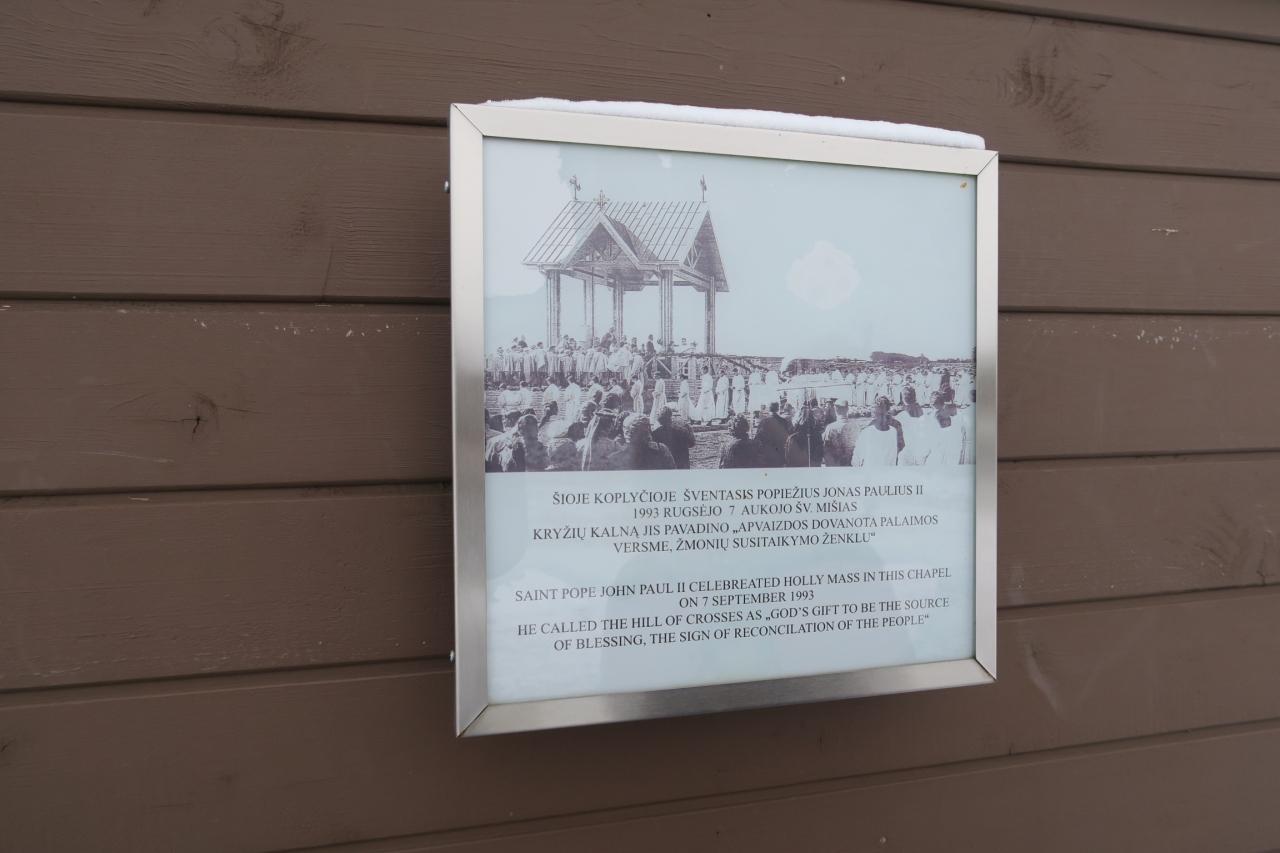 ŠIOJE KOPLYČIOJE ŠVENTASIS POPIEŽIUS JONAS PAULIUS II
1993 RUGSĖJO 7 AUKOJO ŠV. MIŠIAS
KRYŽIŲ KALNĄ JIS PAVADINO „APVAIZDOS DOVANOTA PALAIMOS
VERSME, ŽMONIŲ SUSITAIKYMO ŽENKLU“
SAINT POPE JOHN PAUL II CELEBREATED HOLLY MASS IN THIS CHAPEL
ON 7 SEPTEMBER 1993
HE CALLED THE HILL OF CROSSES AS „GOD'S GIFT TO BE THE SOURCE
OF BLESSING, THE SIGN OF RECONCILATION OF THE PEOPLE“